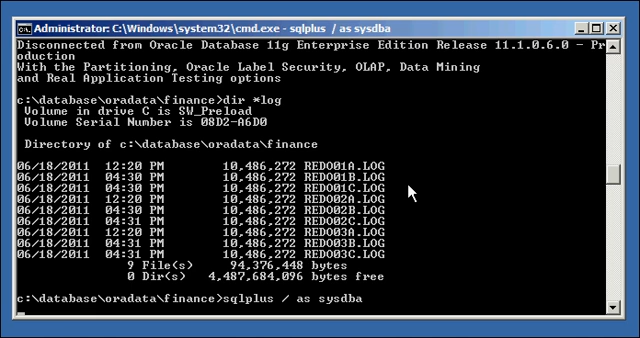 Administrator: C:\Windows\system32\cmd.exe - sqlplus / as sysdba
Disconnected from Oracle Database 11g Enterprise Edition Release 11.1.0.6.0 - Pr
oduction
With the Partitioning, Oracle Label Security, OLAP, Data Mining
and Real Application Testing options
c:\database\oradata\finance>dir *log
Volume in drive C is SW_Preload
Volume Serial Number is 08D2-A6D0
Directory of c:\database\oradata\finance
06/18/2011 12:20 PM 10,486,272 REDO01A.LOG
06/18/2011 04:30 PM 10,486,272 REDO01B.LOG
06/18/2011 04:30 PM 10,486,272 REDO01C.LOG
06/18/2011 12:20 PM 10,486,272 REDO02A.LOG
06/18/2011 04:30 PM 10,486,272 REDO02B.LOG
06/18/2011 04:31 PM 10,486,272 REDO02C.LOG
06/18/2011 12:20 PM 10,486,272 REDO03A.LOG
06/18/2011 04:31 PM 10,486,272 REDO03B.LOG
06/18/2011 04:31 PM 10,486,272 REDO03C.LOG
9 File(s) 94,376,448 bytes
0 Dir(s) 4,487,684,096 bytes free
c:\database\oradata\finance>sqlplus / as sysdba